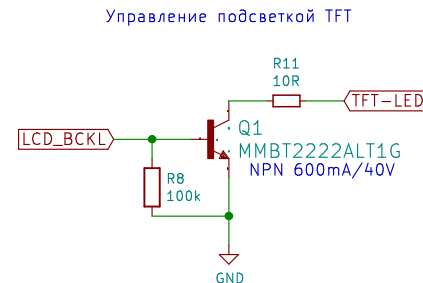 Управление подсветкой TFT
R11
10R
TFT-LED
LCD_BCKL
Q1
MMBT2222ALT1G
NPN 600mA/40V
R8
100k
GND